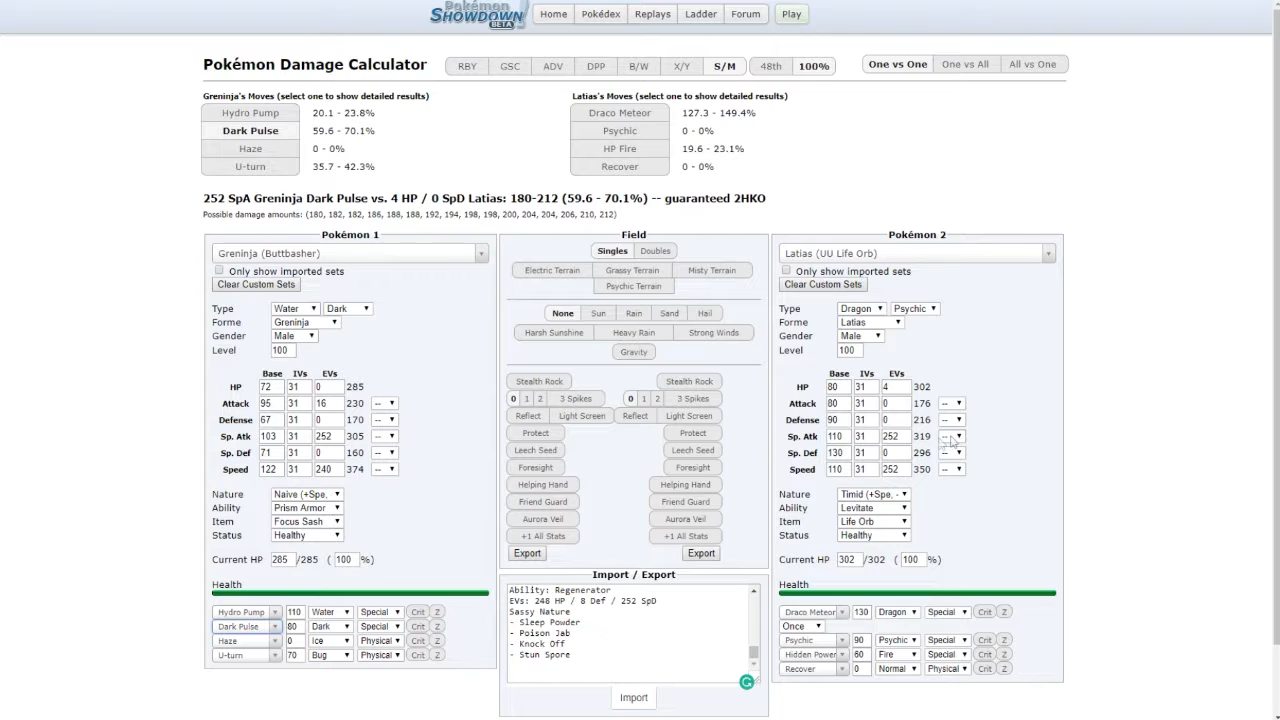 Pokémon
SHOWDOWN
BETA
Home Pokédex Replays Ladder Forum Play
Pokémon Damage Calculator
RBY GSC ADV DPP B/W X/Y S/M 48th 100% One vs One One vs All All vs One
Greninja's Moves (select one to show detailed results)
Hydro Pump 20.1 - 23.8%
Dark Pulse 59.6 - 70.1%
Haze 0 - 0%
U-turn 35.7 - 42.3%
Latias's Moves (select one to show detailed results)
Draco Meteor 127.3 - 149.4%
Psychic 0 - 0%
HP Fire 19.6 - 23.1%
Recover 0 - 0%
252 SpA Greninja Dark Pulse vs. 4 HP / 0 SpD Latias: 180-212 (59.6 - 70.1%) -- guaranteed 2HKO
Possible damage amounts: (180, 182, 182, 186, 188, 188, 192, 194, 198, 198, 200, 204, 204, 206, 210, 212)
Pokémon 1
Greninja (Buttbasher)
Only show imported sets
Clear Custom Sets
Type Water Dark
Forme Greninja
Gender Male
Level 100
Base IVs EVs
HP 72 31 0 285
Attack 95 31 16 230 --
Defense 67 31 0 170 --
Sp. Atk 103 31 252 305 --
Sp. Def 71 31 0 160 --
Speed 122 31 240 374 --
Nature Naive (+Spe,
Ability Prism Armor
Item Focus Sash
Status Healthy
Current HP 285 /285 ( 100 %)
Health
Hydro Pump 110 Water Special Crit Z
Dark Pulse 80 Dark Special Crit Z
Haze 0 Ice Physical Crit Z
U-turn 70 Bug Physical Crit Z
Field
Singles Doubles
Electric Terrain Grassy Terrain Misty Terrain
Psychic Terrain
None Sun Rain Sand Hail
Harsh Sunshine Heavy Rain Strong Winds
Gravity
Stealth Rock Stealth Rock
0 1 2 3 Spikes 0 1 2 3 Spikes
Reflect Light Screen Reflect Light Screen
Protect Protect
Leech Seed Leech Seed
Foresight Foresight
Helping Hand Helping Hand
Friend Guard Friend Guard
Aurora Veil Aurora Veil
+1 All Stats +1 All Stats
Export Export
Import / Export
Ability: Regenerator
EVs: 248 HP / 8 Def / 252 SpD
Sassy Nature
- Sleep Powder
- Poison Jab
- Knock Off
- Stun Spore
Import
Pokémon 2
Latias (UU Life Orb)
Only show imported sets
Clear Custom Sets
Type Dragon Psychic
Forme Latias
Gender Male
Level 100
Base IVs EVs
HP 80 31 4 302
Attack 80 31 0 176 --
Defense 90 31 0 216 --
Sp. Atk 110 31 252 319 --
Sp. Def 130 31 0 296 --
Speed 110 31 252 350 --
Nature Timid (+Spe, -
Ability Levitate
Item Life Orb
Status Healthy
Current HP 302 /302 ( 100 %)
Health
Draco Meteor 130 Dragon Special Crit Z
Once
Psychic 90 Psychic Special Crit Z
Hidden Power 60 Fire Special Crit Z
Recover 0 Normal Physical Crit Z